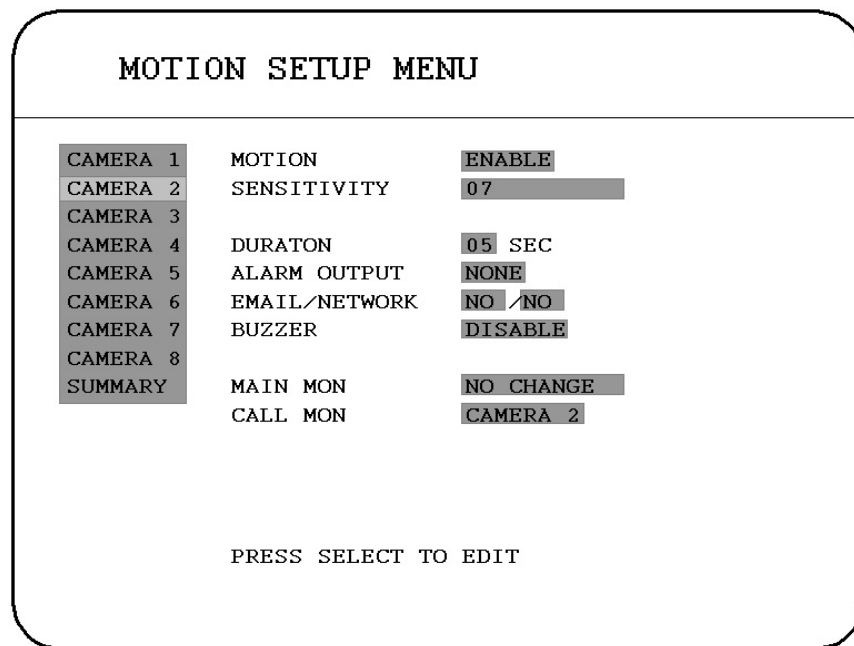 MOTION SETUP MENU
CAMERA 1 MOTION ENABLE
CAMERA 2 SENSITIVITY 07
CAMERA 3
CAMERA 4 DURATON 05 SEC
CAMERA 5 ALARM OUTPUT NONE
CAMERA 6 EMAIL/NETWORK NO /NO
CAMERA 7 BUZZER DISABLE
CAMERA 8
SUMMARY MAIN MON NO CHANGE
CALL MON CAMERA 2
PRESS SELECT TO EDIT